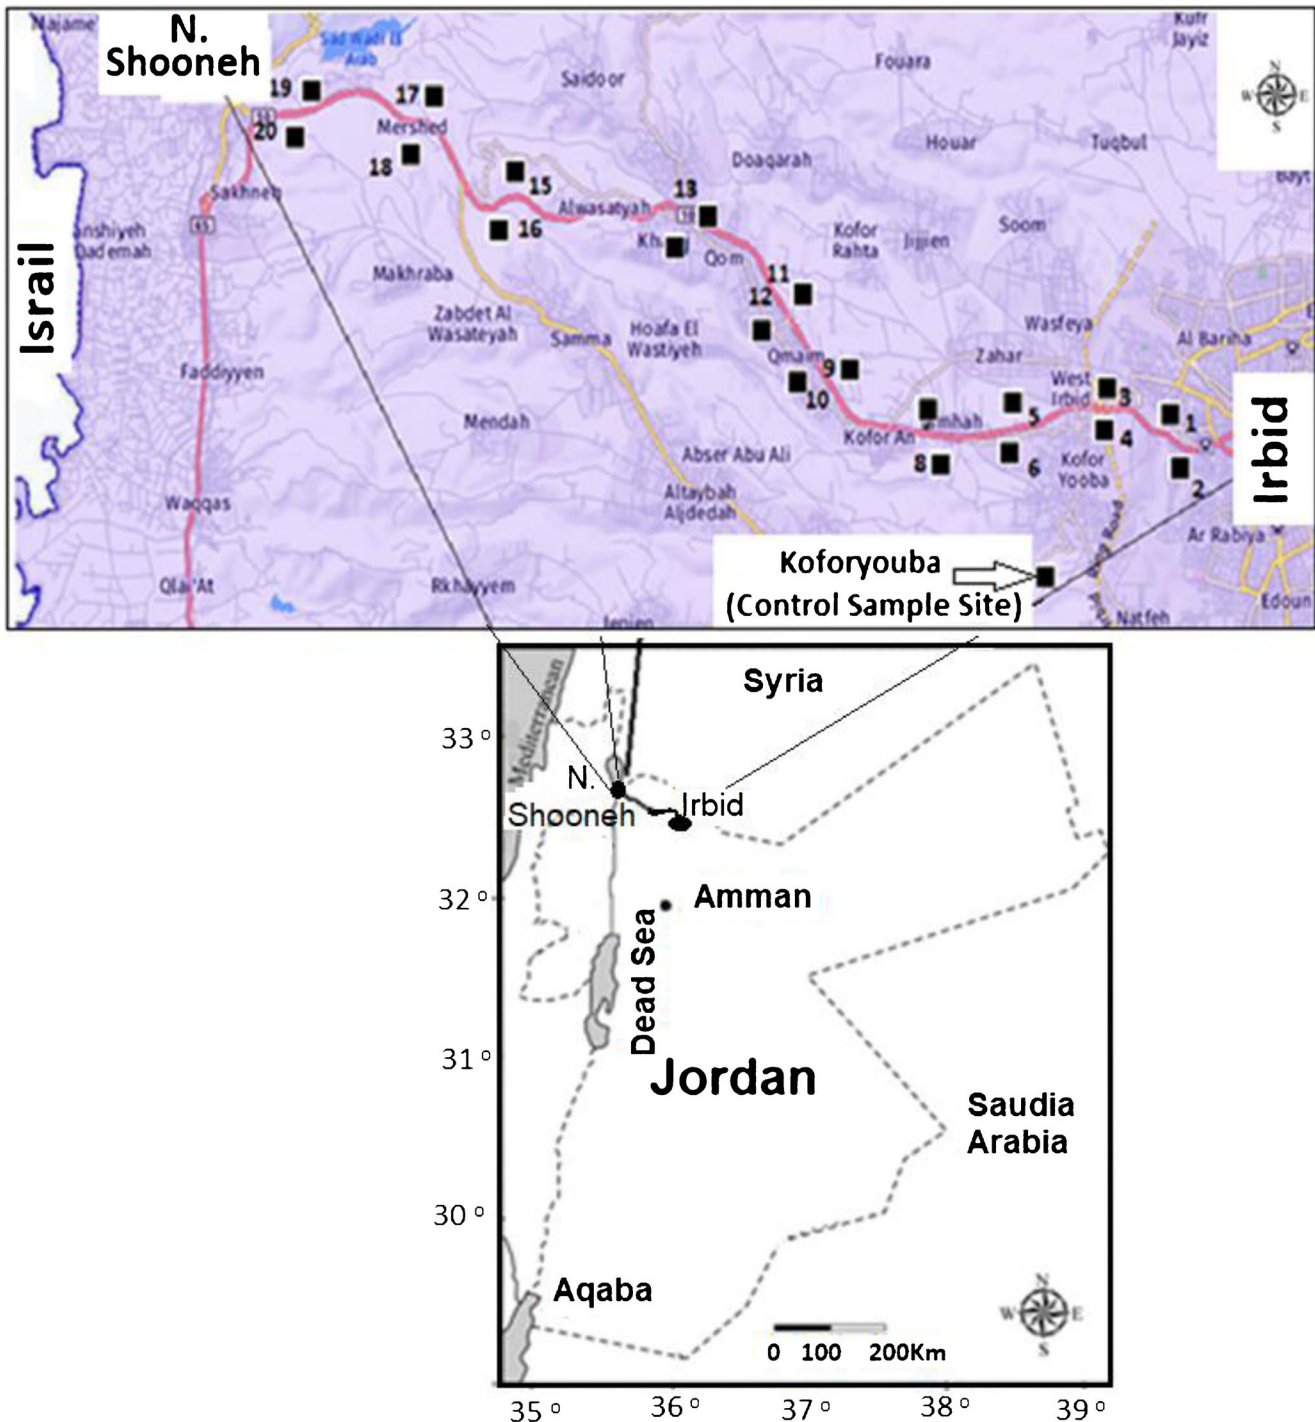 Majame
N.
Shooneh
Sad Wadi El
Arab
Saidoor
Fouara
Kufr
Jayiz
N
W E
S
19
17
20
Mershed
18
Doaqarah
Houar
Tuqbul
Bayt
Sakhneh
15
13
Alwasatyah
16
65
anshiyeh
Dademah
Qom
Kofor
Rahta
Jijjen
Soom
Israil
Makhraba
11
12
Zabdet Al
Wasateyah
Samma
Hoafa El
Wastiyeh
Wasfeya
Al Bariha
Qmaim
9
Zahar
Faddiyyen
10
West
Irbid
3
5
1
Mendah
Kofor An
mhah
4
8
6
Kofor
Yooba
2
Irbid
Abser Abu Ali
Altaybah
Aljdedah
Waqqas
Ar Rabiya
Koforyouba
(Control Sample Site)
Qlai'At
Rkhayyem
Edoun
Natfeh
Mediterranean
Syria
33 o
N.
Shooneh
Irbid
32 o
Amman
Dead Sea
31 o
Jordan
Saudia
Arabia
30 o
Aqaba
N
W E
S
0 100 200Km
35 o 36 o 37 o 38 o 39 o